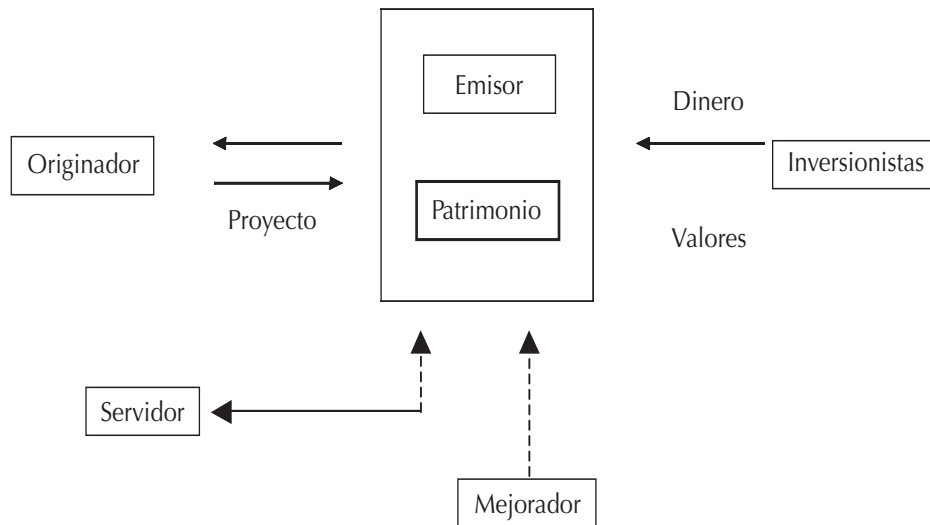 Emisor
Dinero
Originador
Inversionistas
Patrimonio
Proyecto
Valores
Servidor
Mejorador